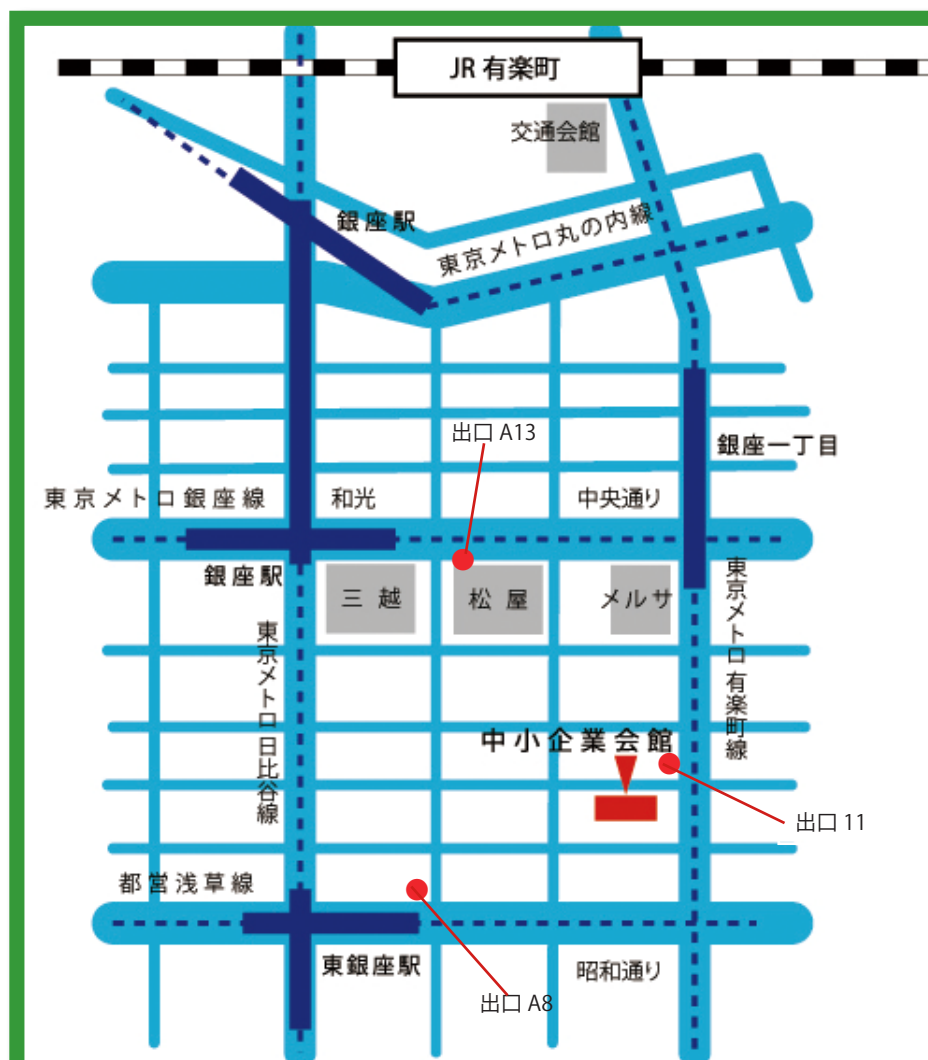 JR 有楽町
交通会館
銀座駅
東京メトロ丸の内線
出口 A13
銀座一丁目
東京メトロ銀座線
和光
中央通り
銀座駅
三越
松屋
メルサ
東京メトロ日比谷線
東京メトロ有楽町線
中小企業会館
出口 11
都営浅草線
東銀座駅
昭和通り
出口 A8